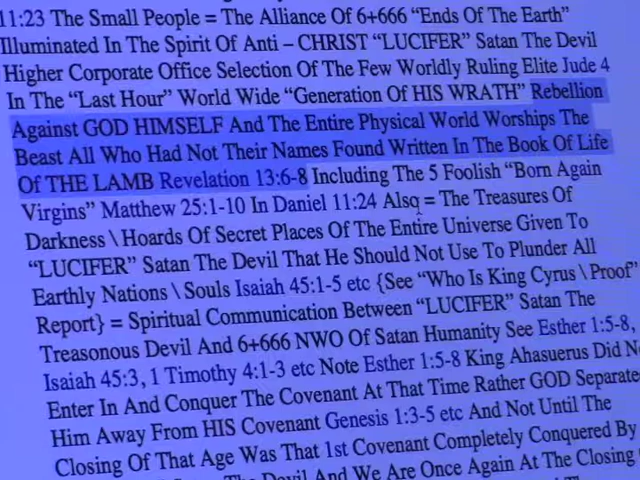 11:23 The Small People = The Alliance Of 6+666 “Ends Of The Earth”
Illuminated In The Spirit Of Anti – CHRIST “LUCIFER” Satan The Devil
Higher Corporate Office Selection Of The Few Worldly Ruling Elite Jude 4
In The “Last Hour” World Wide “Generation Of HIS WRATH” Rebellion
Against GOD HIMSELF And The Entire Physical World Worships The
Beast All Who Had Not Their Names Found Written In The Book Of Life
Of THE LAMB Revelation 13:6-8 Including The 5 Foolish “Born Again
Virgins” Matthew 25:1-10 In Daniel 11:24 Also = The Treasures Of
Darkness \ Hoards Of Secret Places Of The Entire Universe Given To
“LUCIFER” Satan The Devil That He Should Not Use To Plunder All
Earthly Nations \ Souls Isaiah 45:1-5 etc {See “Who Is King Cyrus \ Proof”
Report} = Spiritual Communication Between “LUCIFER” Satan The
Treasonous Devil And 6+666 NWO Of Satan Humanity See Esther 1:5-8,
Isaiah 45:3, 1 Timothy 4:1-3 etc Note Esther 1:5-8 King Ahasuerus Did N
Enter In And Conquer The Covenant At That Time Rather GOD Separate
Him Away From HIS Covenant Genesis 1:3-5 etc And Not Until The
Closing Of That Age Was That 1st Covenant Completely Conquered By
The Devil And We Are Once Again At The Closing